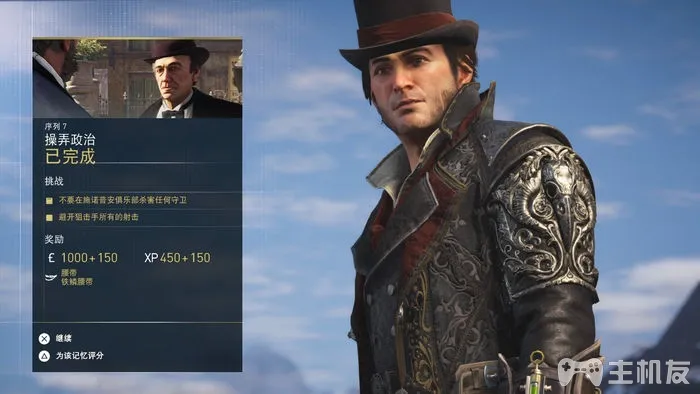 序列 7
操弄政治
已完成
挑战
不要在施诺普安俱乐部杀害任何守卫
避开狙击手所有的射击
奖励
£ 1000+150 XP 450+150
腰带
铁鳞腰带
继续
为该记忆评分
主机友